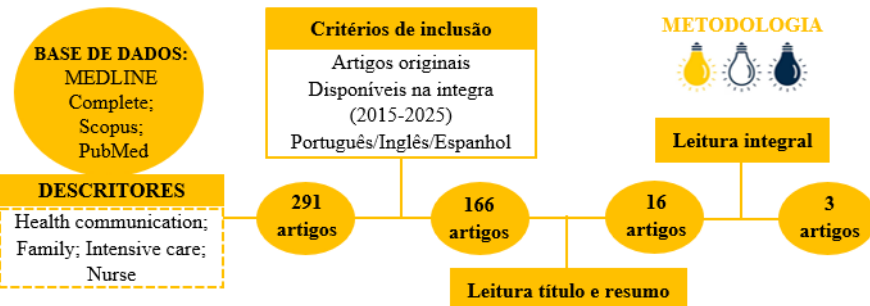 BASE DE DADOS:
MEDLINE
Complete;
Scopus;
PubMed
DESCRITORES
Health communication;
Family; Intensive care;
Nurse
291
artigos
Critérios de inclusão
Artigos originais
Disponíveis na integra
(2015-2025)
Português/Inglês/Espanhol
166
artigos
Leitura título e resumo
16
artigos
METODOLOGIA
Leitura integral
3
artigos